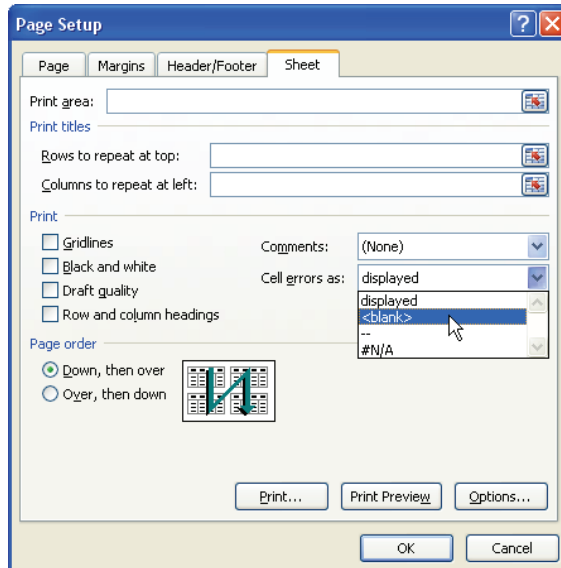 Page Setup
Page Margins Header/Footer Sheet
Print area:
Print titles
Rows to repeat at top:
Columns to repeat at left:
Print
Gridlines
Comments: (None)
Black and white
Cell errors as: displayed
Draft quality
displayed
<blank>
Row and column headings
--
#N/A
Page order
Down, then over
Over, then down
Print... Print Preview Options...
OK Cancel